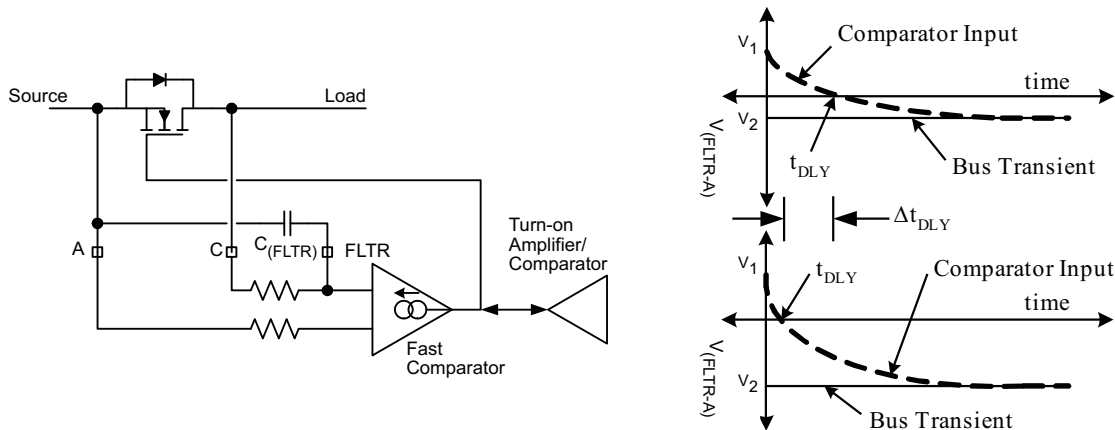 Source
Load
A
C
C(FLTR)
FLTR
Turn-on
Amplifier/
Comparator
Fast
Comparator
V1
Comparator Input
time
V2
V(FLTR-A)
tDLY
Bus Transient
ΔtDLY
V1
tDLY
Comparator Input
time
V2
V(FLTR-A)
Bus Transient